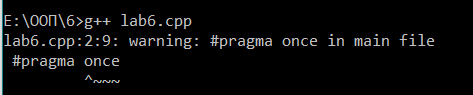 E:\ООП\6>g++ lab6.cpp
lab6.cpp:2:9: warning: #pragma once in main file
 #pragma once
         ^~~~